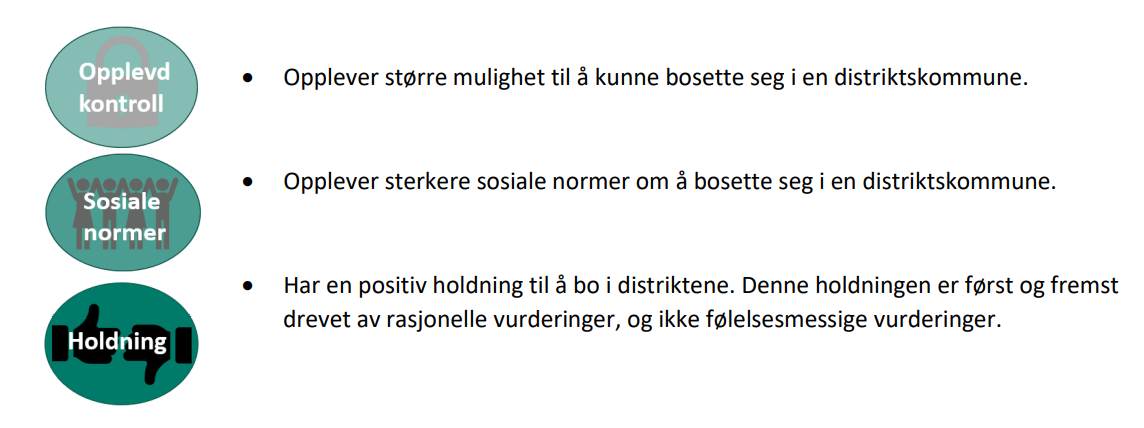 Opplevd
kontroll
• Opplever større mulighet til å kunne bosette seg i en distriktskommune.
Sosiale
normer
• Opplever sterkere sosiale normer om å bosette seg i en distriktskommune.
Holdning
• Har en positiv holdning til å bo i distriktene. Denne holdningen er først og fremst
drevet av rasjonelle vurderinger, og ikke følelsesmessige vurderinger.